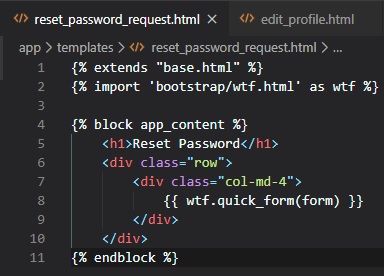 reset_password_request.html × edit_profile.html
app > templates > reset_password_request.html > ...
1 {% extends "base.html" %}
2 {% import 'bootstrap/wtf.html' as wtf %}
3
4 {% block app_content %}
5     <h1>Reset Password</h1>
6     <div class="row">
7         <div class="col-md-4">
8             {{ wtf.quick_form(form) }}
9         </div>
10     </div>
11 {% endblock %}